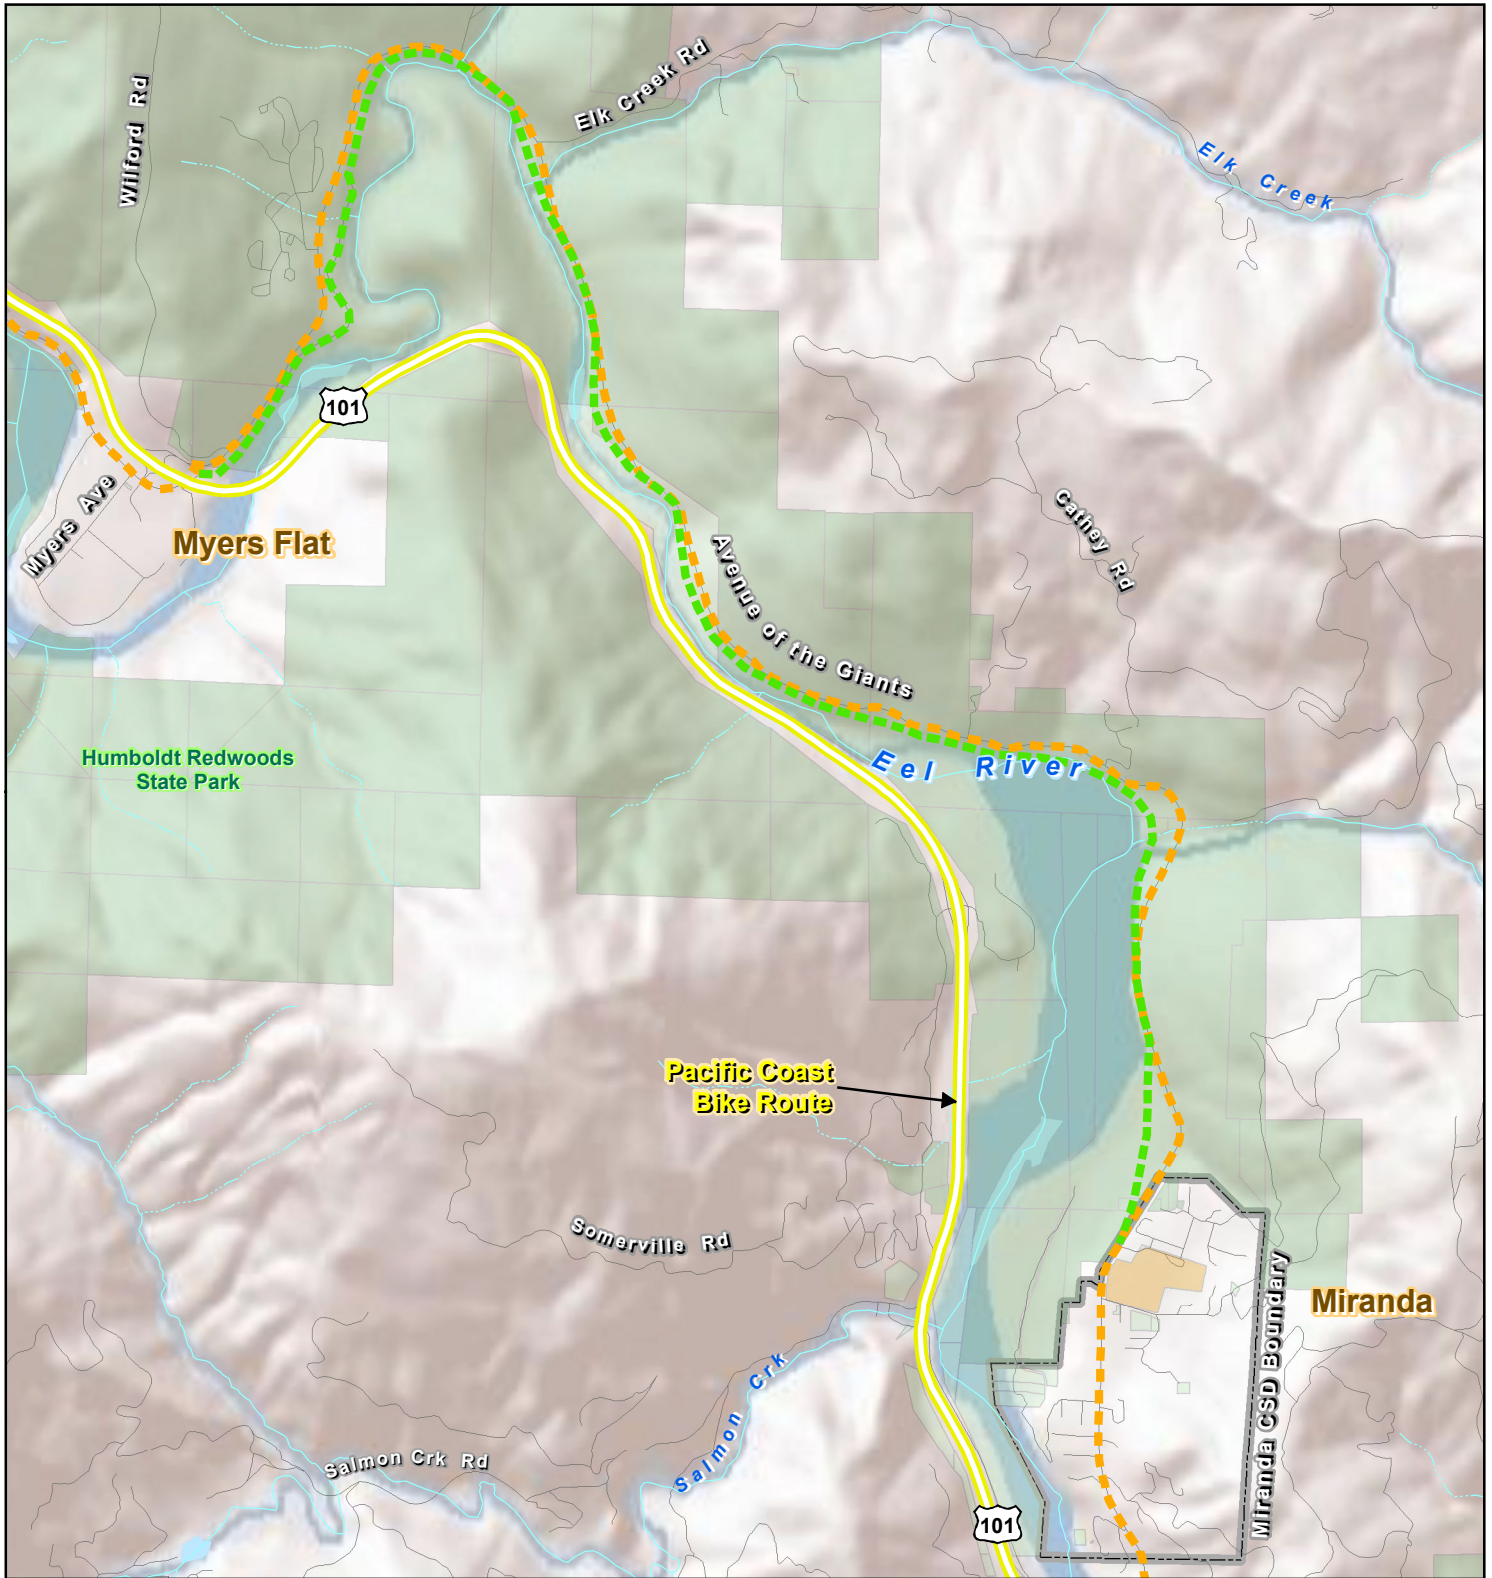 Elk Creek Rd
Wilford Rd
Elk Creek
101
Myers Ave
Myers Flat
Cathey Rd
Avenue of the Giants
Humboldt Redwoods
State Park
Eel River
Pacific Coast
Bike Route
Somerville Rd
Miranda
Miranda CSD Boundary
Salmon Crk
Salmon Crk Rd
101